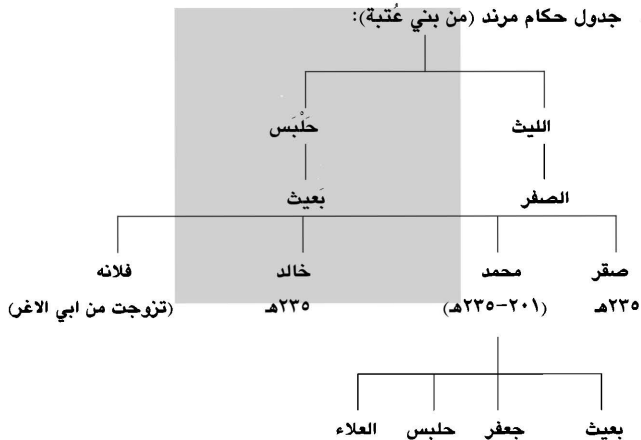 جدول حكام مرند (من بني عُتبة):
الليث حَلْبَس
الصفر بَعيث
صقر محمد خالد فلانه
٢٣٥هـ (٢٠١-٢٣٥هـ) ٢٣٥هـ (تزوجت من ابي الاغر)
بعيث جعفر حلبس العلاء